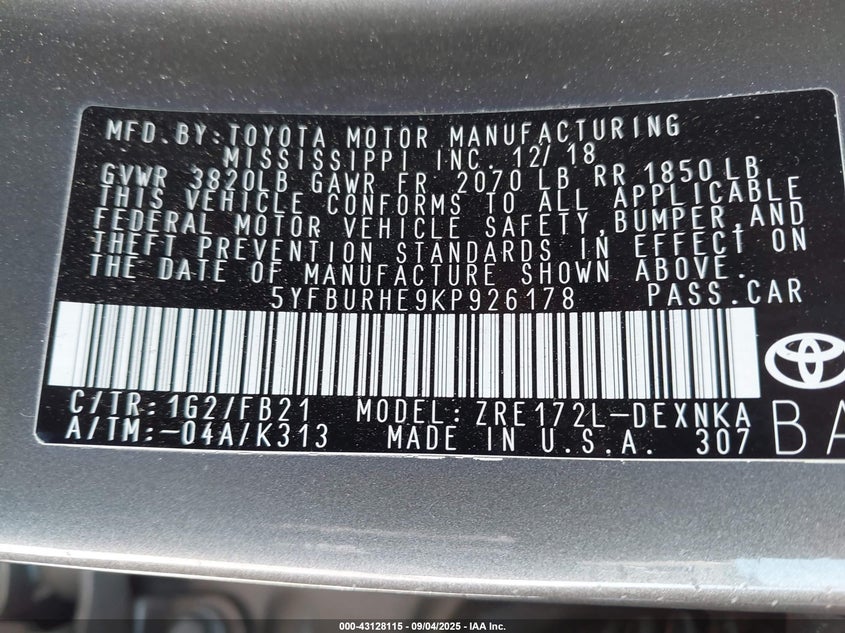 MFD.BY:TOYOTA MOTOR MANUFACTURING
MISSISSIPPI INC. 12/18
GVWR 3820LB GAWR FR 2070 LB RR 1850LB
THIS VEHICLE CONFORMS TO ALL APPLICABLE
FEDERAL MOTOR VEHICLE SAFETY,BUMPER,AND
THEFT PREVENTION STANDARDS IN EFFECT ON
THE DATE OF MANUFACTURE SHOWN ABOVE.
5YFBURHE9KP926178 PASS.CAR
C/TR:1G2/FB21 MODEL:ZRE172L-DEXNKA
A/TM:-04A/K313 MADE IN U.S.A. 307 BA
000-43128115 - 09/04/2025 - IAA Inc.